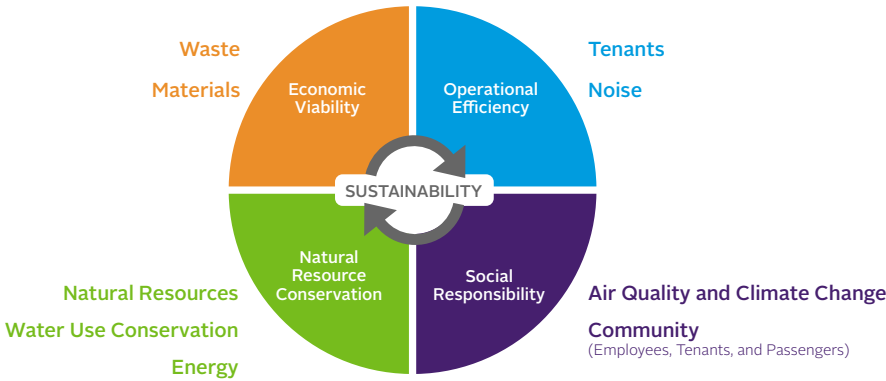 Waste
Materials
Economic
Viability
Operational
Efficiency
Tenants
Noise
SUSTAINABILITY
Natural
Resource
Conservation
Social
Responsibility
Natural Resources
Water Use Conservation
Energy
Air Quality and Climate Change
Community
(Employees, Tenants, and Passengers)